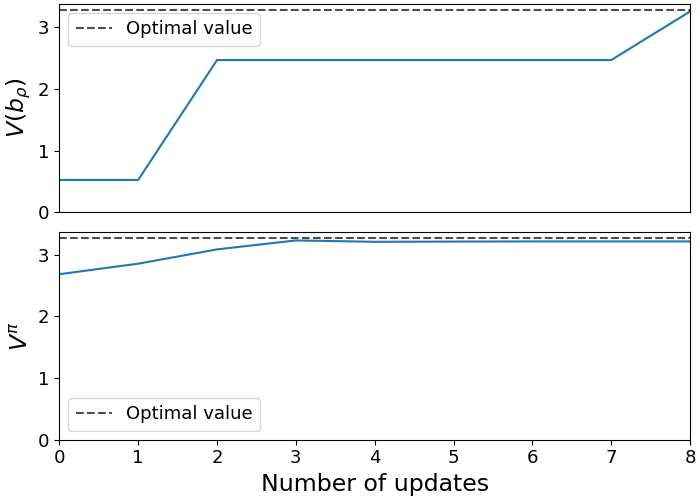 3
Optimal value
2
V(b_ρ)
1
0
3
2
V^π
1
Optimal value
0
0 1 2 3 4 5 6 7 8
Number of updates